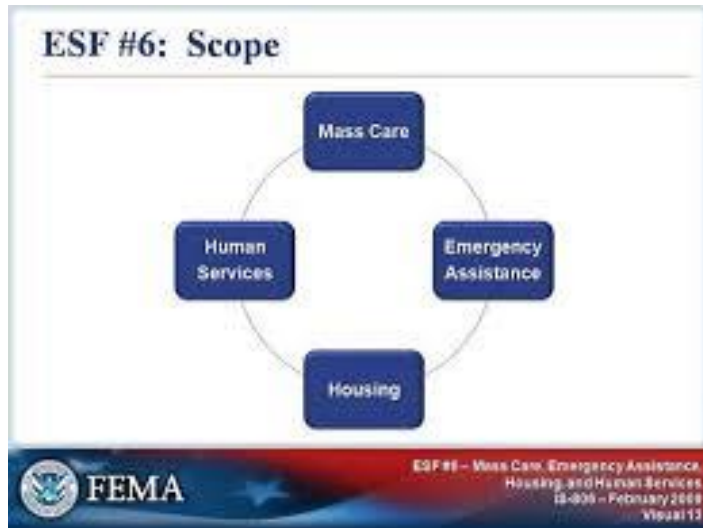 ESF #6: Scope
Mass Care
Human
Services
Emergency
Assistance
Housing
FEMA
ESF #6 – Mass Care, Emergency Assistance,
Housing, and Human Services
IS-806 – February 2009
Visual 13